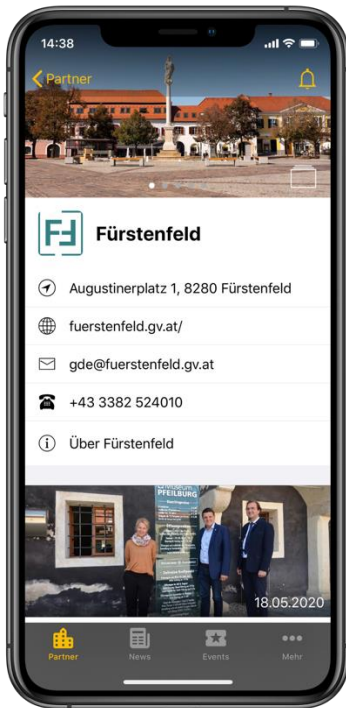 14:38
Partner
Fürstenfeld
Augustinerplatz 1, 8280 Fürstenfeld
fuerstenfeld.gv.at/
gde@fuerstenfeld.gv.at
+43 3382 524010
Über Fürstenfeld
PFEILBURG
18.05.2020
Partner
News
Events
Mehr